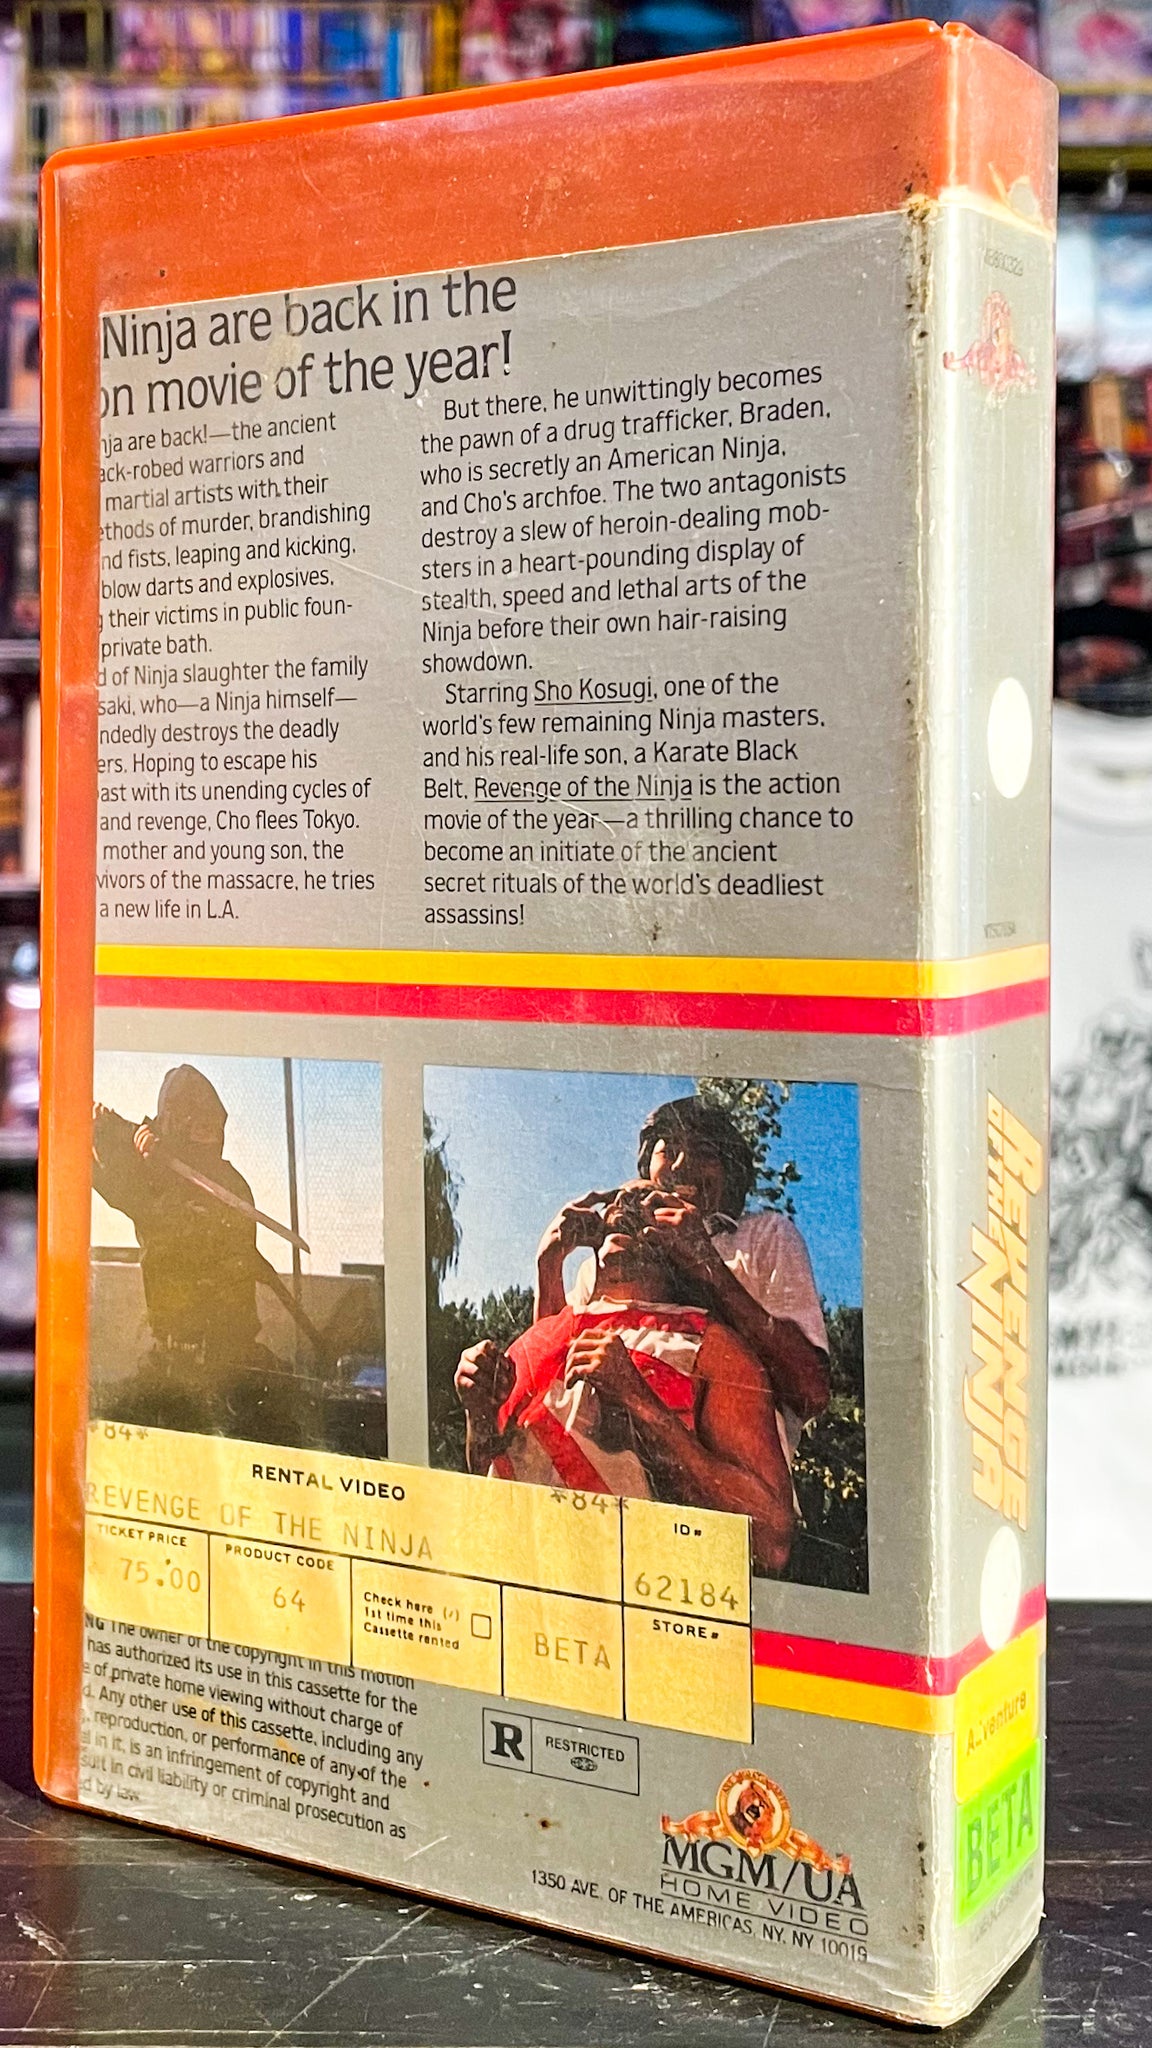 Ninja are back in the
on movie of the year!
ja are back!—the ancient
ack-robed warriors and
martial artists with their
ethods of murder, brandishing
nd fists, leaping and kicking,
blow darts and explosives,
g their victims in public foun-
private bath.
d of Ninja slaughter the family
saki, who—a Ninja himself—
ndedly destroys the deadly
ers. Hoping to escape his
ast with its unending cycles of
and revenge, Cho flees Tokyo.
mother and young son, the
vivors of the massacre, he tries
a new life in L.A.
But there, he unwittingly becomes
the pawn of a drug trafficker, Braden,
who is secretly an American Ninja,
and Cho's archfoe. The two antagonists
destroy a slew of heroin-dealing mob-
sters in a heart-pounding display of
stealth, speed and lethal arts of the
Ninja before their own hair-raising
showdown.
Starring Sho Kosugi, one of the
world's few remaining Ninja masters,
and his real-life son, a Karate Black
Belt, Revenge of the Ninja is the action
movie of the year—a thrilling chance to
become an initiate of the ancient
secret rituals of the world's deadliest
assassins!
*84*
RENTAL VIDEO
*84*
REVENGE OF THE NINJA
ID#
62184
TICKET PRICE
75.00
PRODUCT CODE
64
Check here (✓)
1st time this
Cassette rented
BETA
STORE#
NG The owner of the copyright in this motion
has authorized its use in this cassette for the
e of private home viewing without charge of
d. Any other use of this cassette, including any
, reproduction, or performance of any of the
al in it, is an infringement of copyright and
sult in civil liability or criminal prosecution as
d by law.
R
RESTRICTED
MGM/UA
HOME VIDEO
1350 AVE. OF THE AMERICAS, NY, NY 10019
REVENGE
OF THE
NINJA
Adventure
BETA